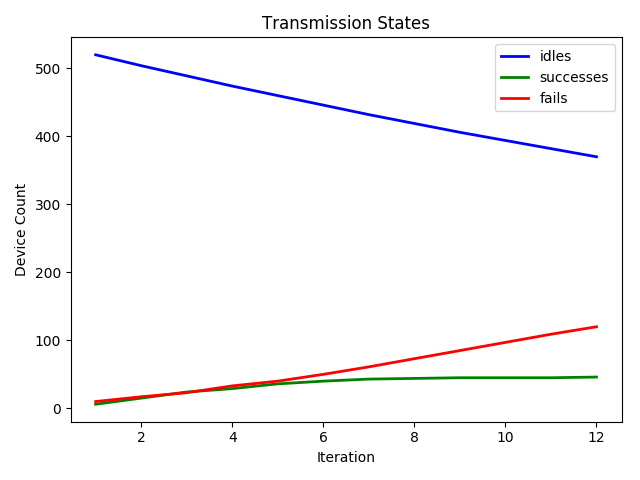 Transmission States
idles
successes
fails
Device Count
500
400
300
200
100
0
2 4 6 8 10 12
Iteration